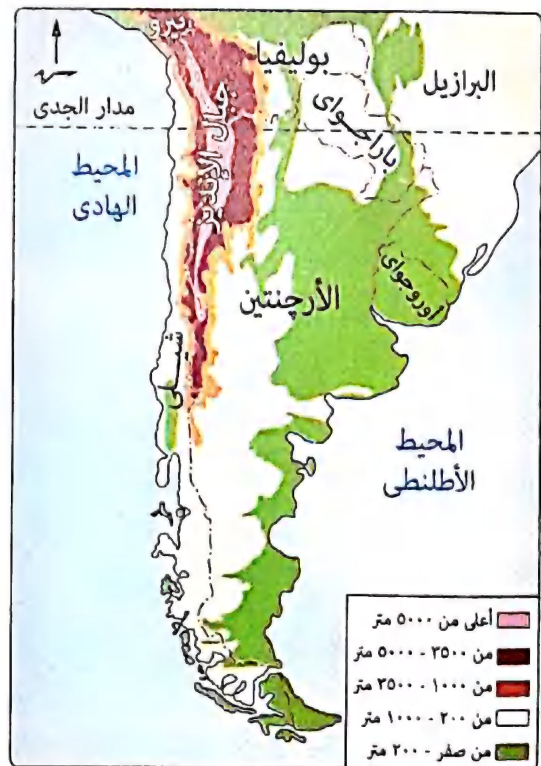 بيرو
بوليفيا
البرازيل
باراجواى
مدار الجدى
جبال الإنديز
المحيط
الهادى
الأرچنتين
أوروجواى
شيلى
المحيط
الأطلنطى
أعلى من ٥٠٠٠ متر
من ٣٥٠٠ - ٥٠٠٠ متر
من ١٠٠٠ - ٣٥٠٠ متر
من ٢٠٠ - ١٠٠٠ متر
من صفر - ٢٠٠ متر